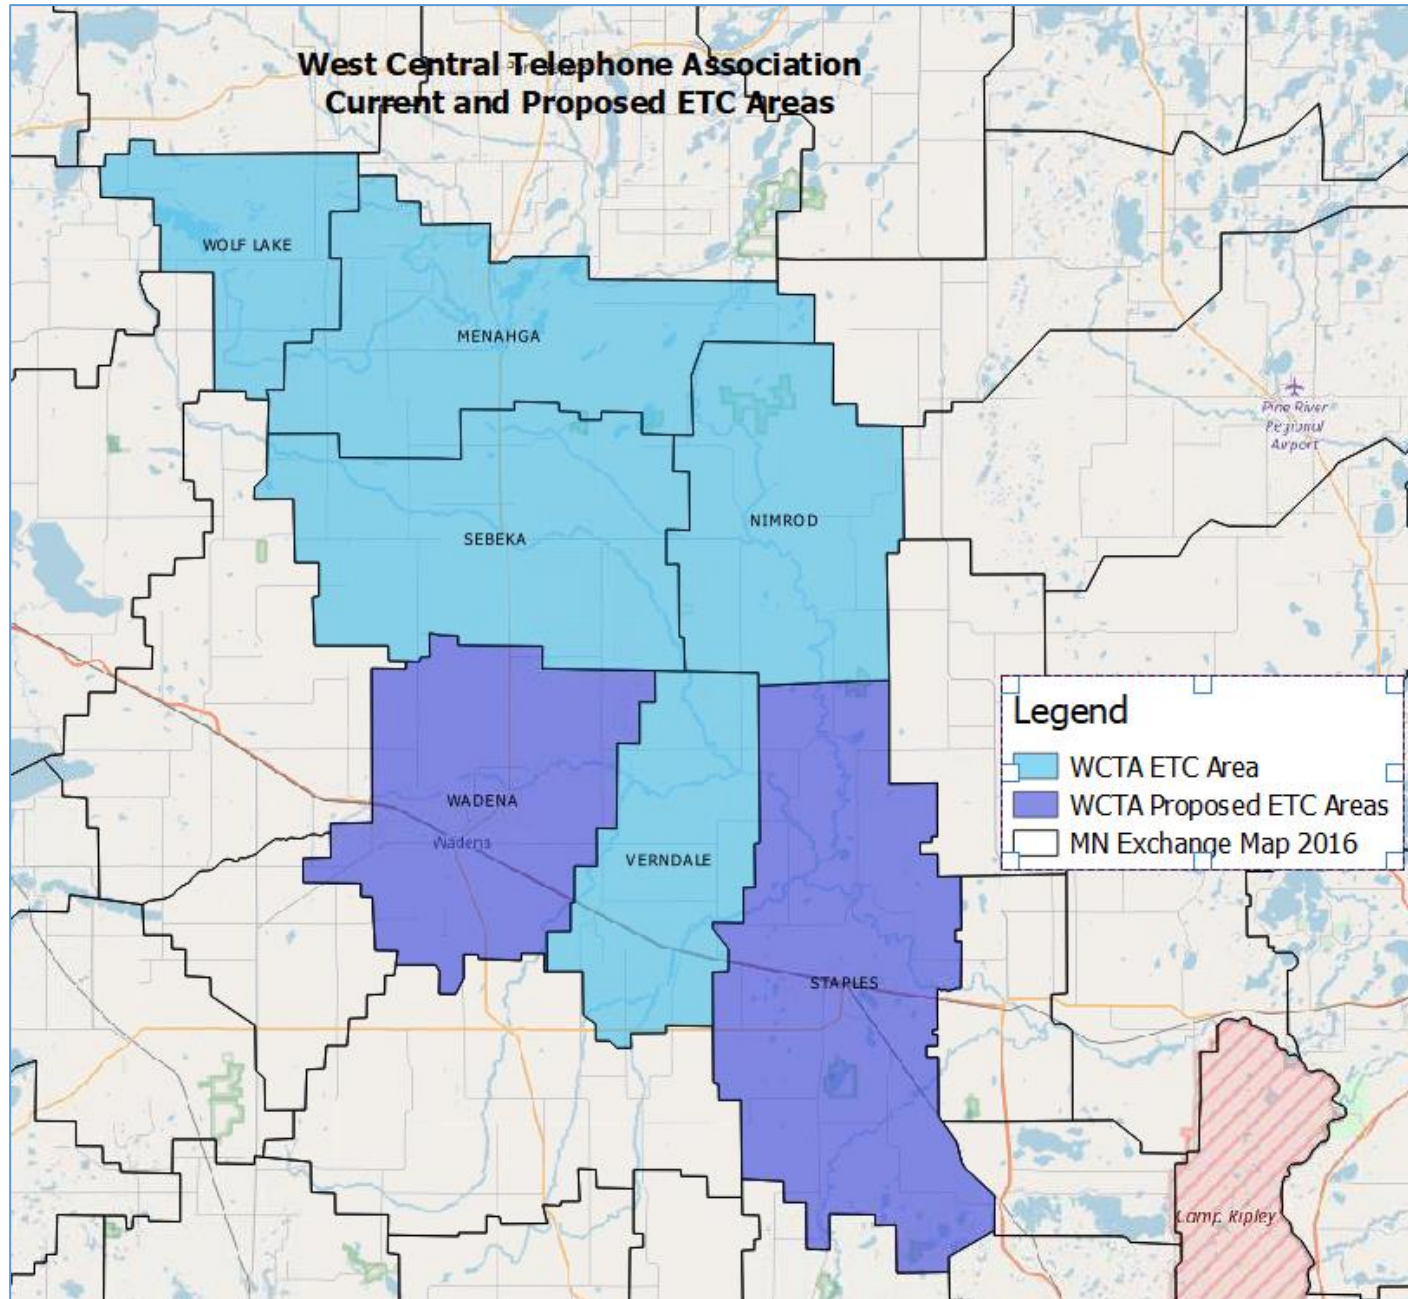 West Central Telephone Association
Current and Proposed ETC Areas
WOLF LAKE
MENAHGA
Pine River
Regional
Airport
NIMROD
SEBEKA
Legend
WCTA ETC Area
WCTA Proposed ETC Areas
MN Exchange Map 2016
WADENA
Wadena
VERNDALE
STAPLES
Camp Ripley